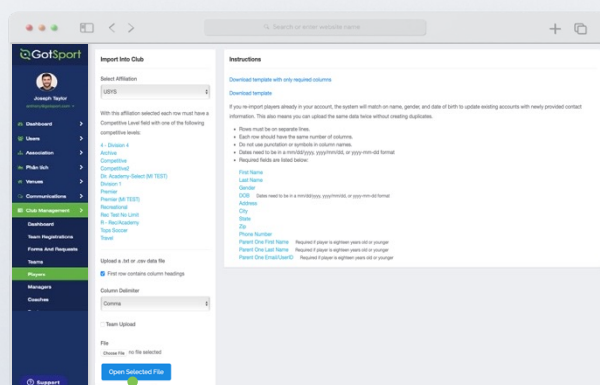 Search or enter website name
GotSport
Joseph Taylor
Dashboard
Users
Association
Phân tích
Venues
Communications
Club Management
Dashboard
Team Registrations
Forms And Requests
Teams
Players
Managers
Coaches
Support
Import Into Club
Select Affiliation
USYS
With this affiliation selected each row must have a
Competitive Level field with one of the following
competitive levels:
A - Division 4
Archive
Competitive
Competitive2
Dir. Academy-Select (MI TEST)
Division 1
Premier
Premier (MI TEST)
Recreational
Rec Test No Limit
R - Rec/Academy
Tops Soccer
Travel
Upload a .txt or .csv data file
First row contains column headings
Column Delimiter
Comma
Team Upload
File
Choose File no file selected
Open Selected File
Instructions
Download template with only required columns
Download template
If you re-import players already in your account, the system will match on name, gender, and date of birth to update existing accounts with newly provided contact
information. This also means you can upload the same data twice without creating duplicates.
• Rows must be on separate lines.
• Each row should have the same number of columns.
• Do not use punctuation or symbols in column names.
• Dates need to be in a mm/dd/yyyy, yyyy/mm/dd, or yyyy-mm-dd format
• Required fields are listed below:
First Name
Last Name
Gender
DOB Dates need to be in a mm/dd/yyyy, yyyy/mm/dd, or yyyy-mm-dd format
Address
City
State
Zip
Phone Number
Parent One First Name Required if player is eighteen years old or younger
Parent One Last Name Required if player is eighteen years old or younger
Parent One Email/UserID Required if player is eighteen years old or younger